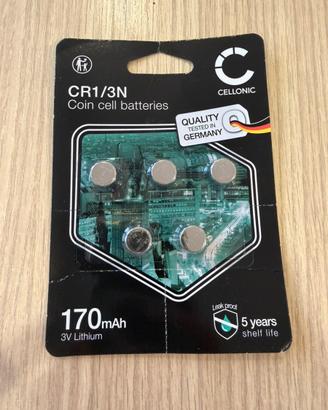 CR1/3N
Coin cell batteries
CELLONIC
QUALITY
TESTED IN
GERMANY
170mAh
3V Lithium
Leak proof
5 years
shelf life